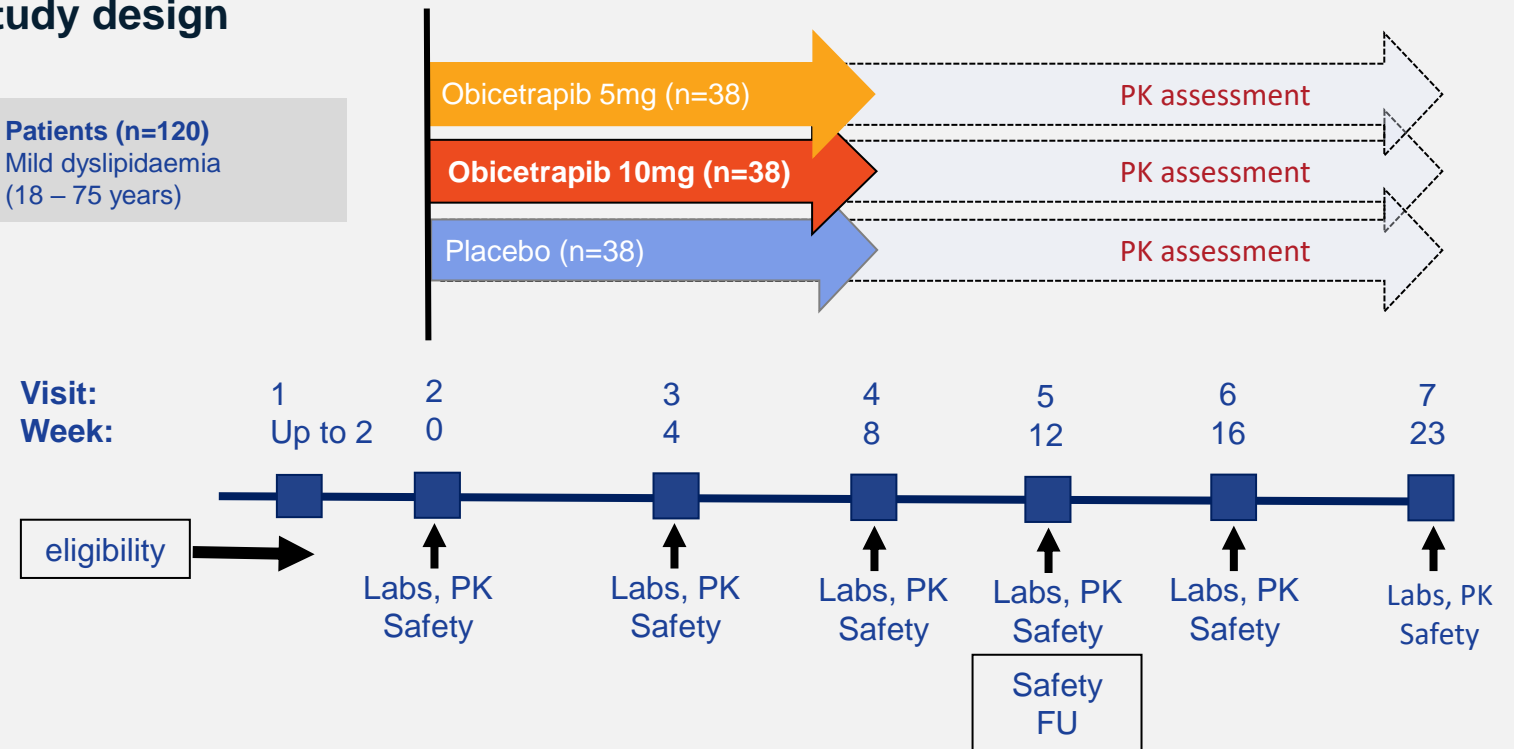 tudy design
Patients (n=120)
Mild dyslipidaemia
(18 – 75 years)
Obicetrapib 5mg (n=38)
PK assessment
Obicetrapib 10mg (n=38)
PK assessment
Placebo (n=38)
PK assessment
Visit: 1 2 3 4 5 6 7
Week: Up to 2 0 4 8 12 16 23
eligibility
Labs, PK
Safety
Labs, PK
Safety
Labs, PK
Safety
Labs, PK
Safety
Safety
FU
Labs, PK
Safety
Labs, PK
Safety